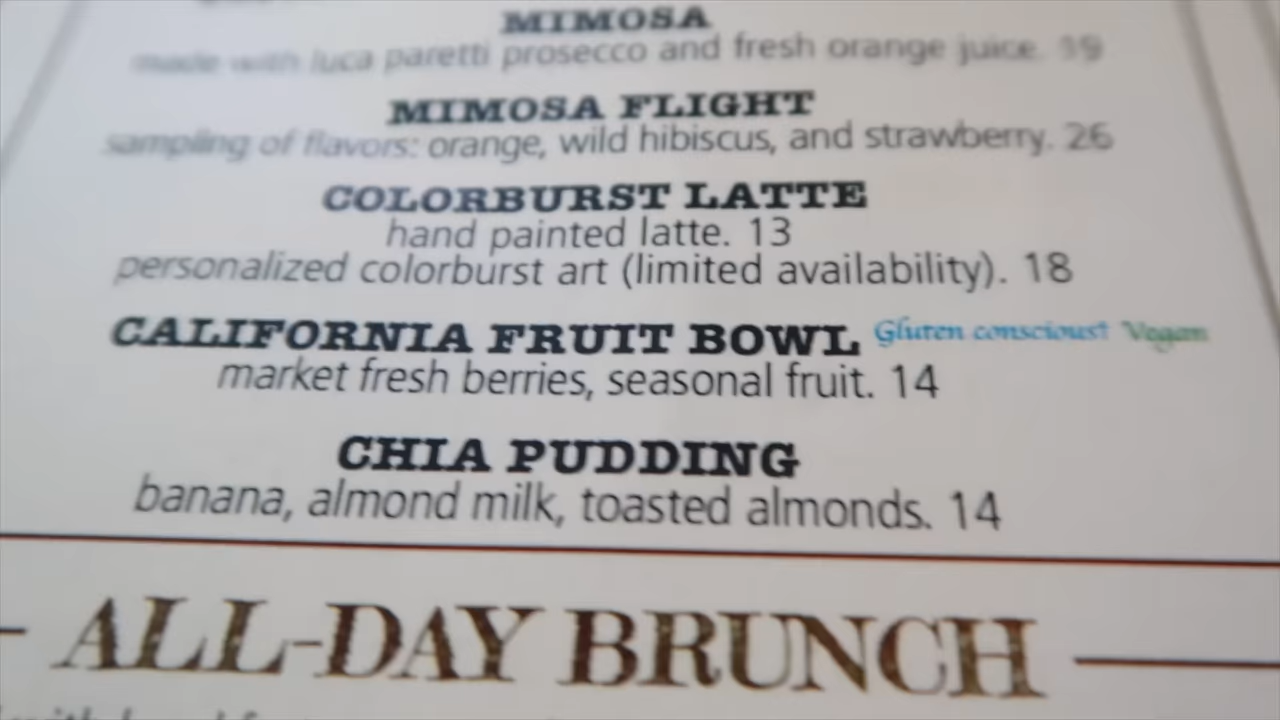 MIMOSA
made with luca paretti prosecco and fresh orange juice. 19
MIMOSA FLIGHT
sampling of flavors: orange, wild hibiscus, and strawberry. 26
COLORBURST LATTE
hand painted latte. 13
personalized colorburst art (limited availability). 18
CALIFORNIA FRUIT BOWL Gluten conscious† Vegan
market fresh berries, seasonal fruit. 14
CHIA PUDDING
banana, almond milk, toasted almonds. 14
ALL-DAY BRUNCH